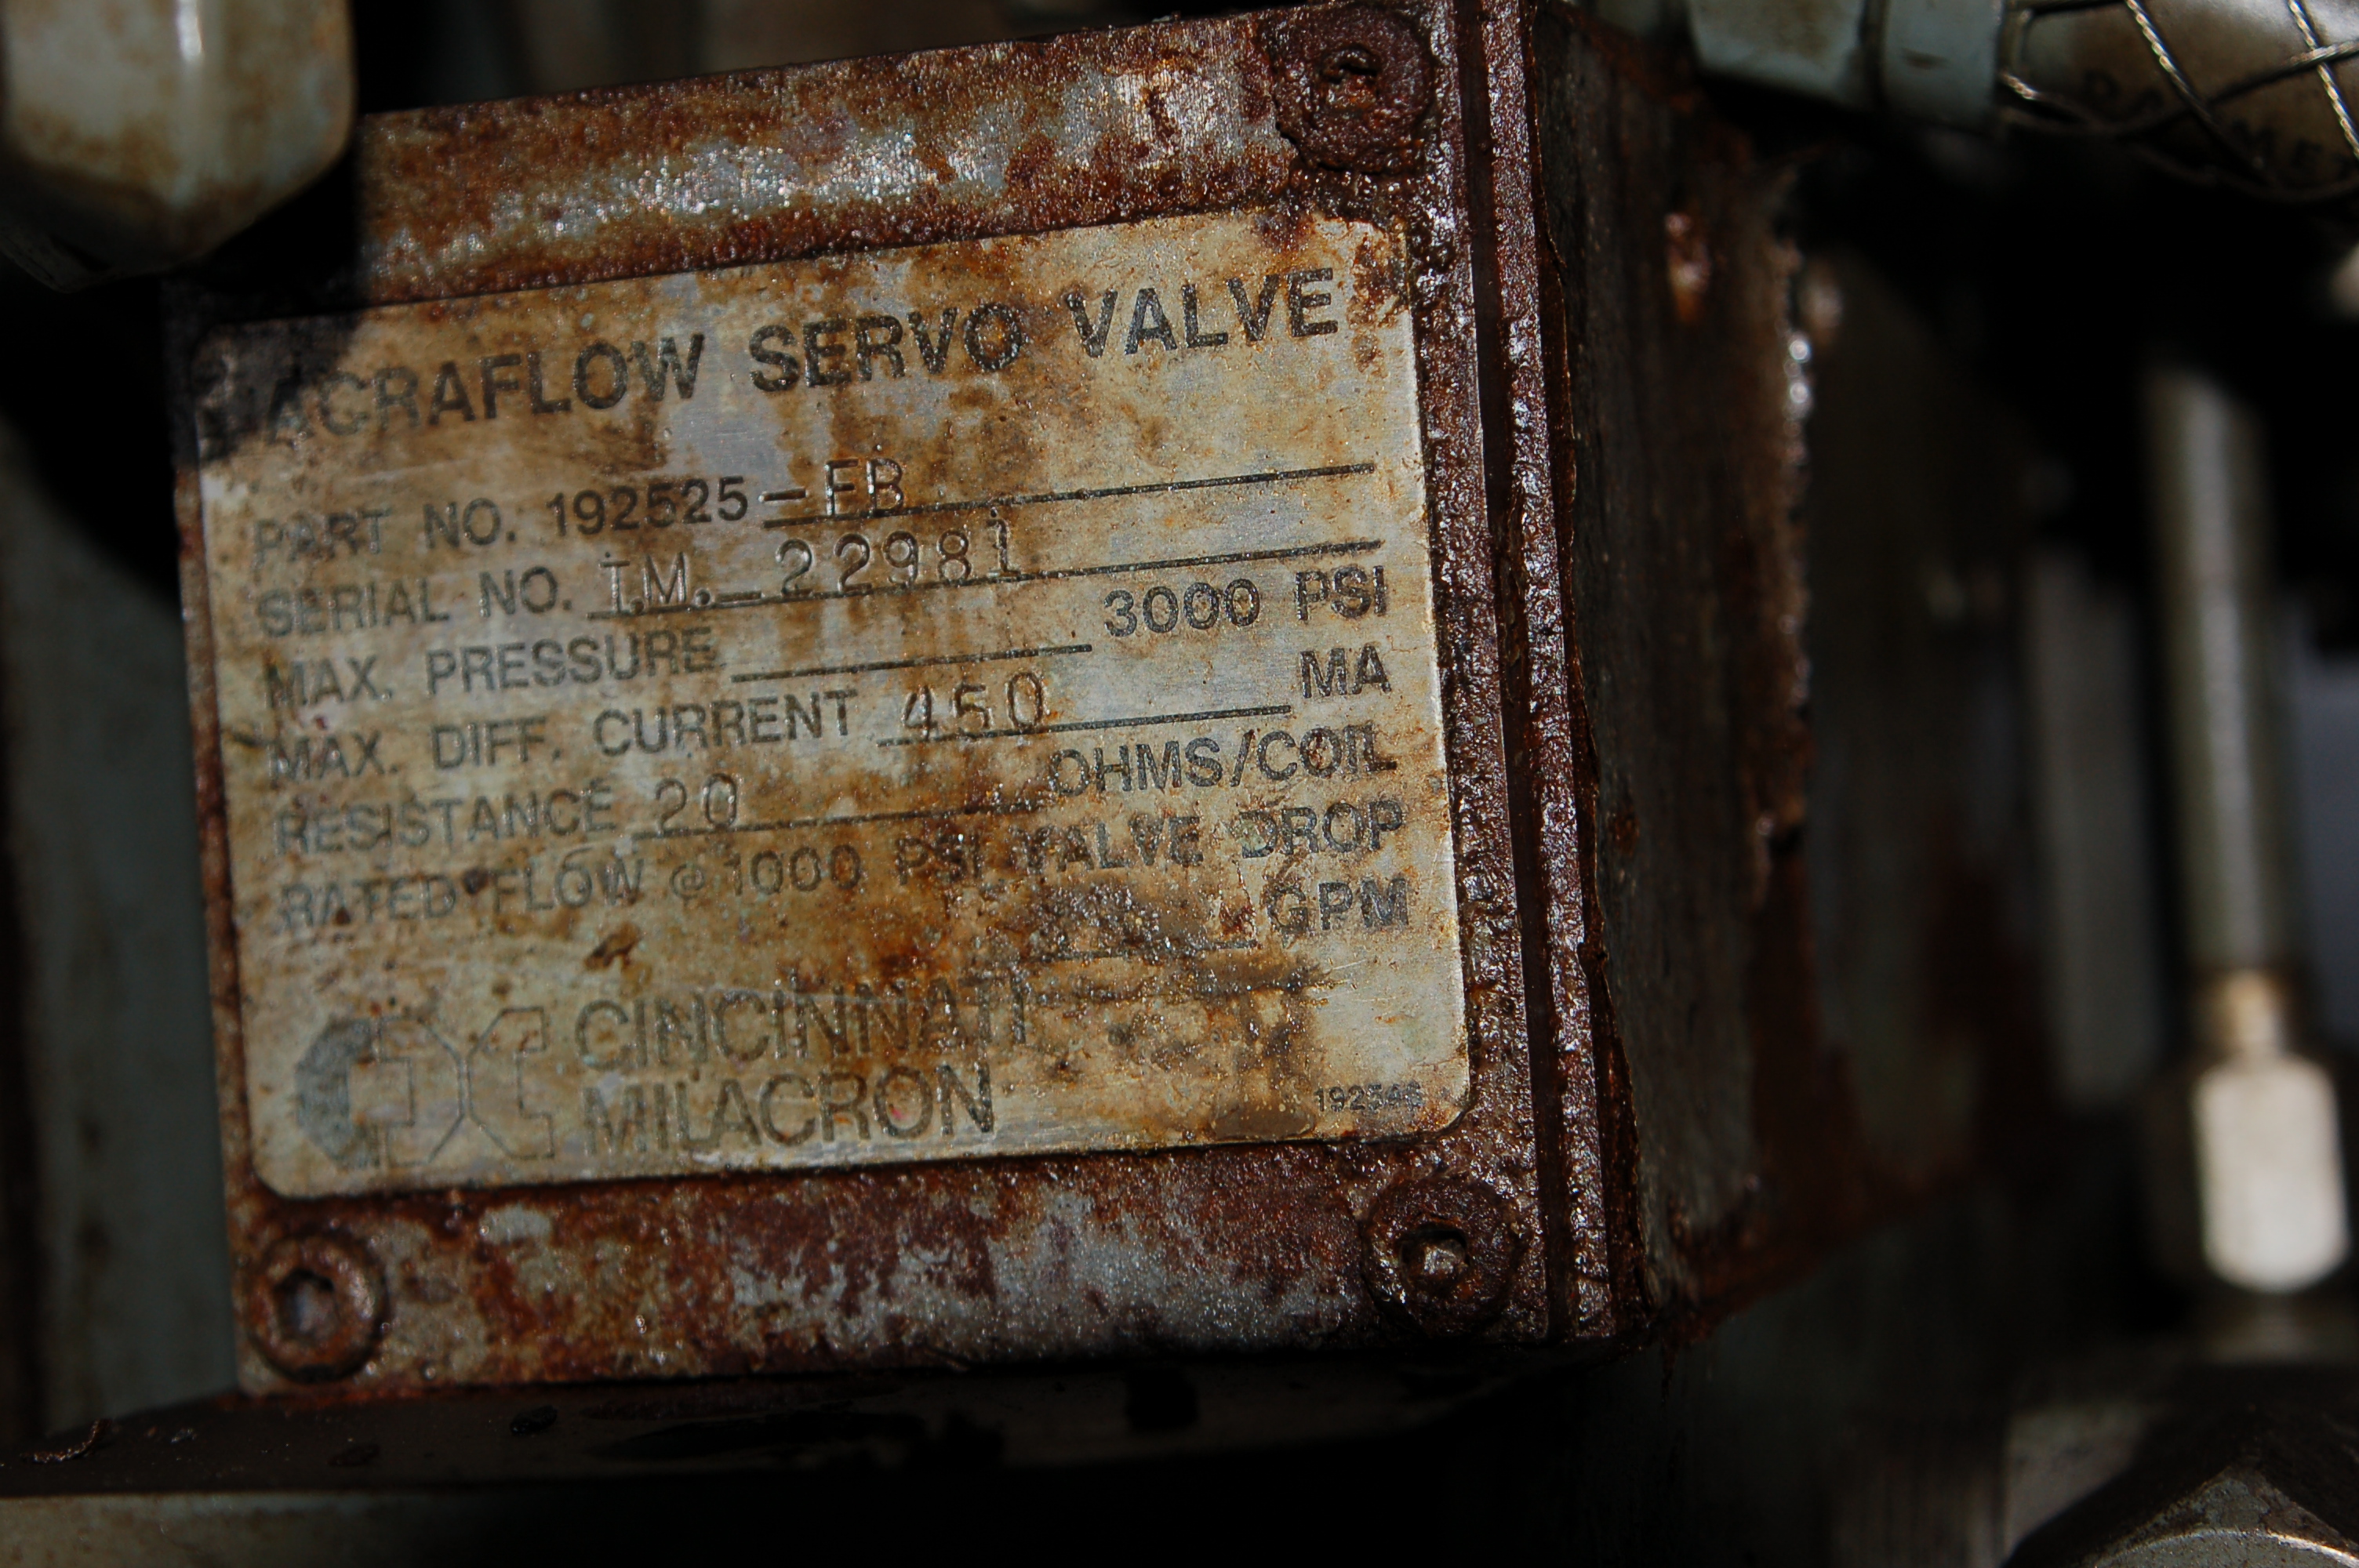 ACRAFLOW SERVO VALVE
PART NO. 192525-FB
SERIAL NO. I.M. 22981
MAX. PRESSURE 3000 PSI
MAX. DIFF. CURRENT 450 MA
RESISTANCE 20 OHMS/COIL
RATED FLOW @ 1000 PSI VALVE DROP
GPM
CINCINNATI
MILACRON